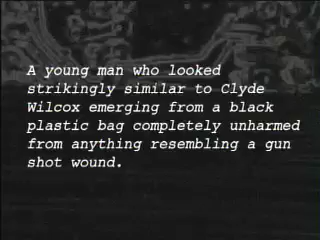 A young man who looked
strikingly similar to Clyde
Wilcox emerging from a black
plastic bag completely unharmed
from anything resembling a gun
shot wound.